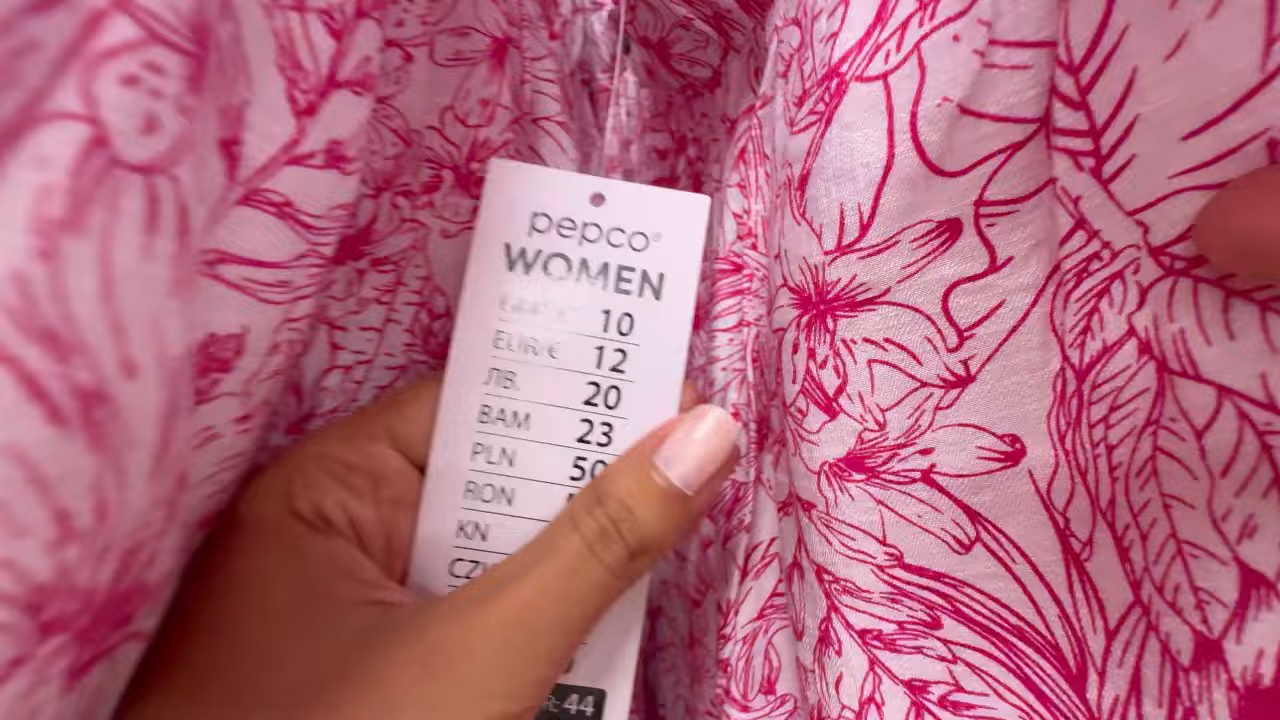 pepco®
WOMEN
10
EUR/€ 12
ЛВ. 20
BAM 23
PLN 50
RON
KN
R: 44